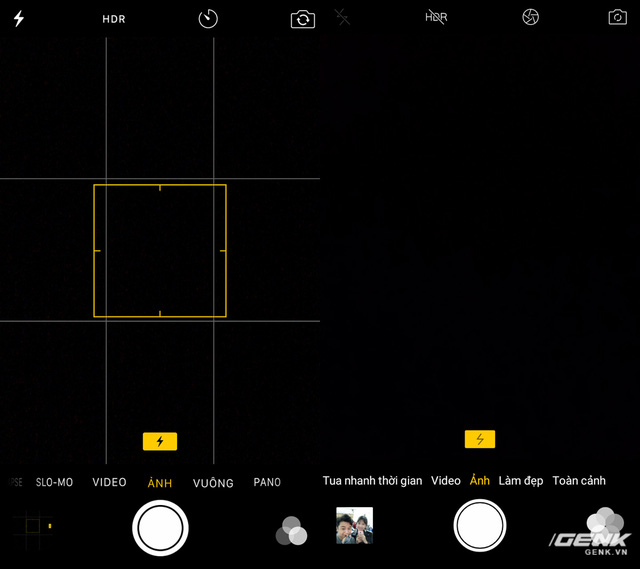 HDR
HDR
PSE SLO-MO VIDEO ẢNH VUÔNG PANO
Tua nhanh thời gian Video Ảnh Làm đẹp Toàn cảnh
GENK
GENK.VN